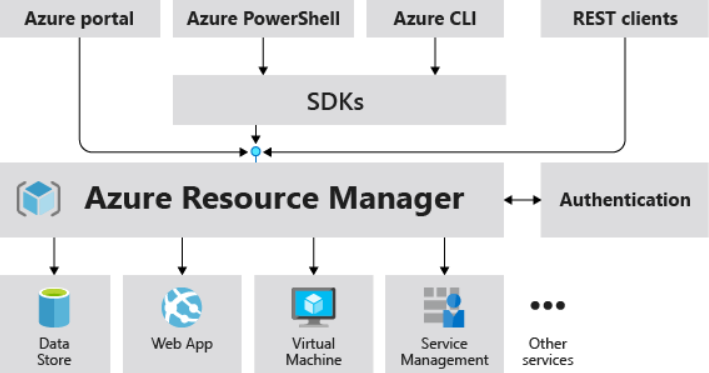 Azure portal
Azure PowerShell
Azure CLI
REST clients
SDKs
Azure Resource Manager
Authentication
Data
Store
Web App
Virtual
Machine
Service
Management
Other
services